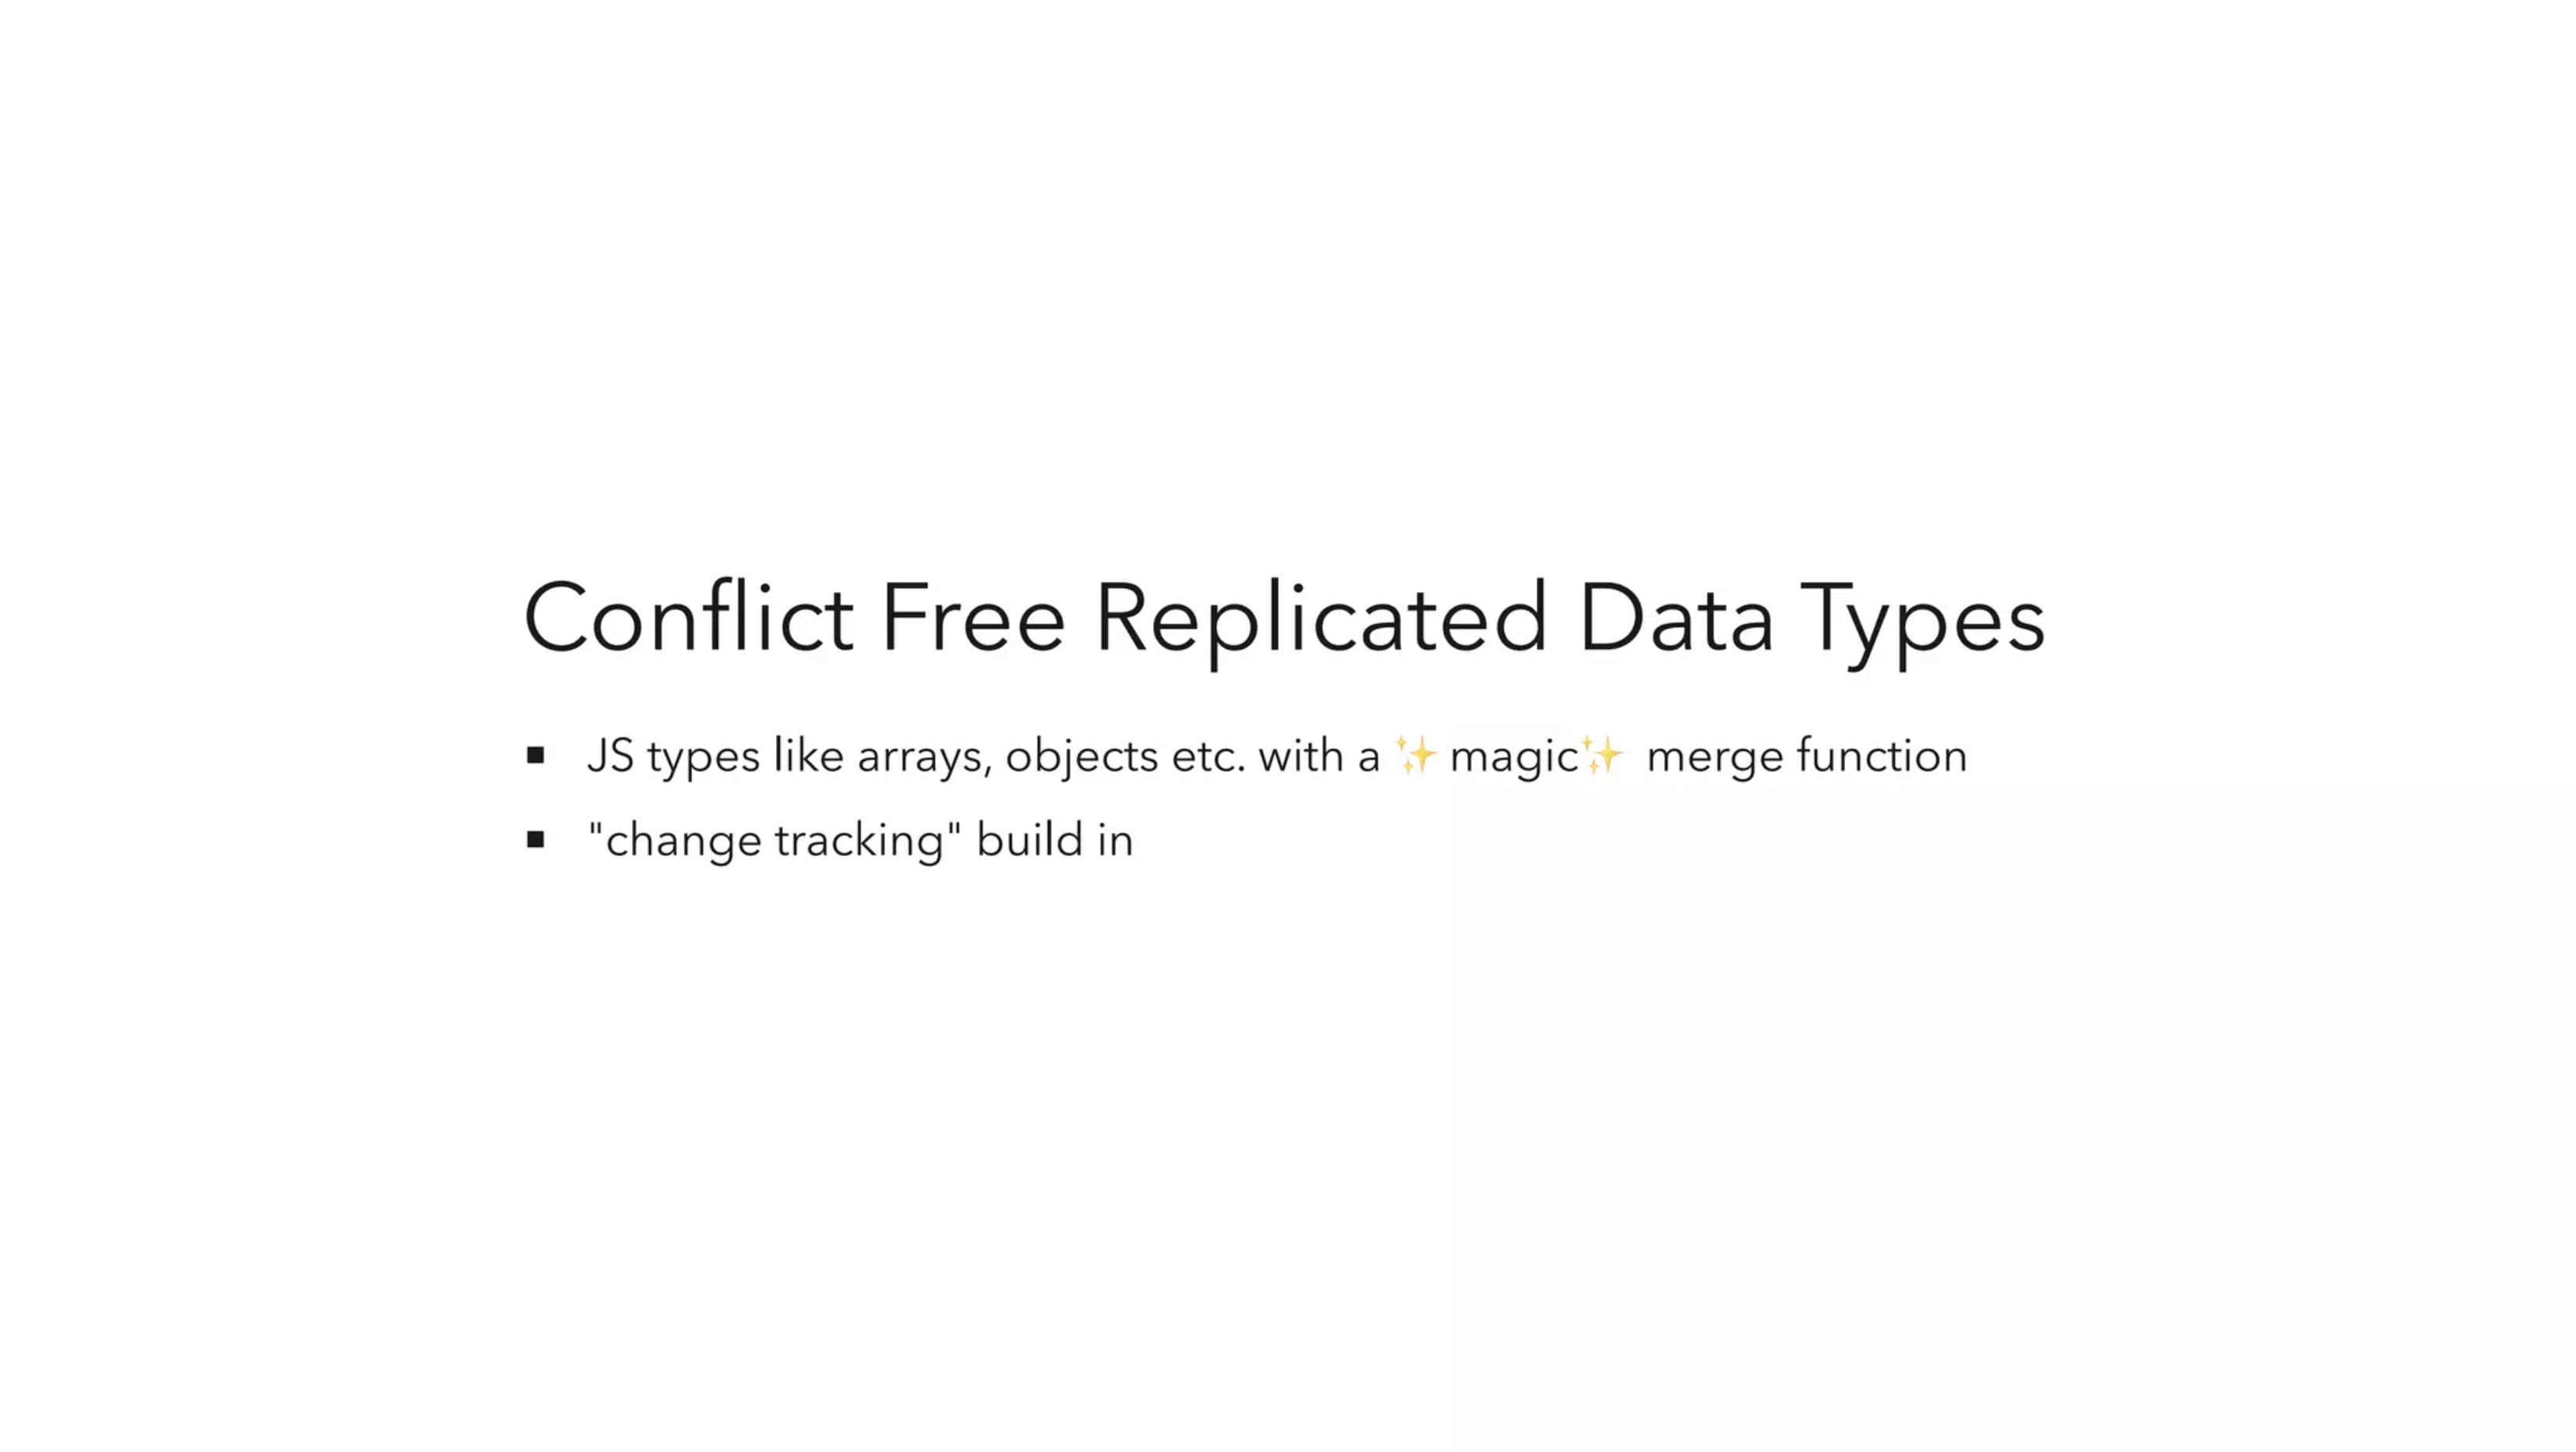 Conflict Free Replicated Data Types
▪ JS types like arrays, objects etc. with a ✨ magic✨ merge function
▪ "change tracking" build in